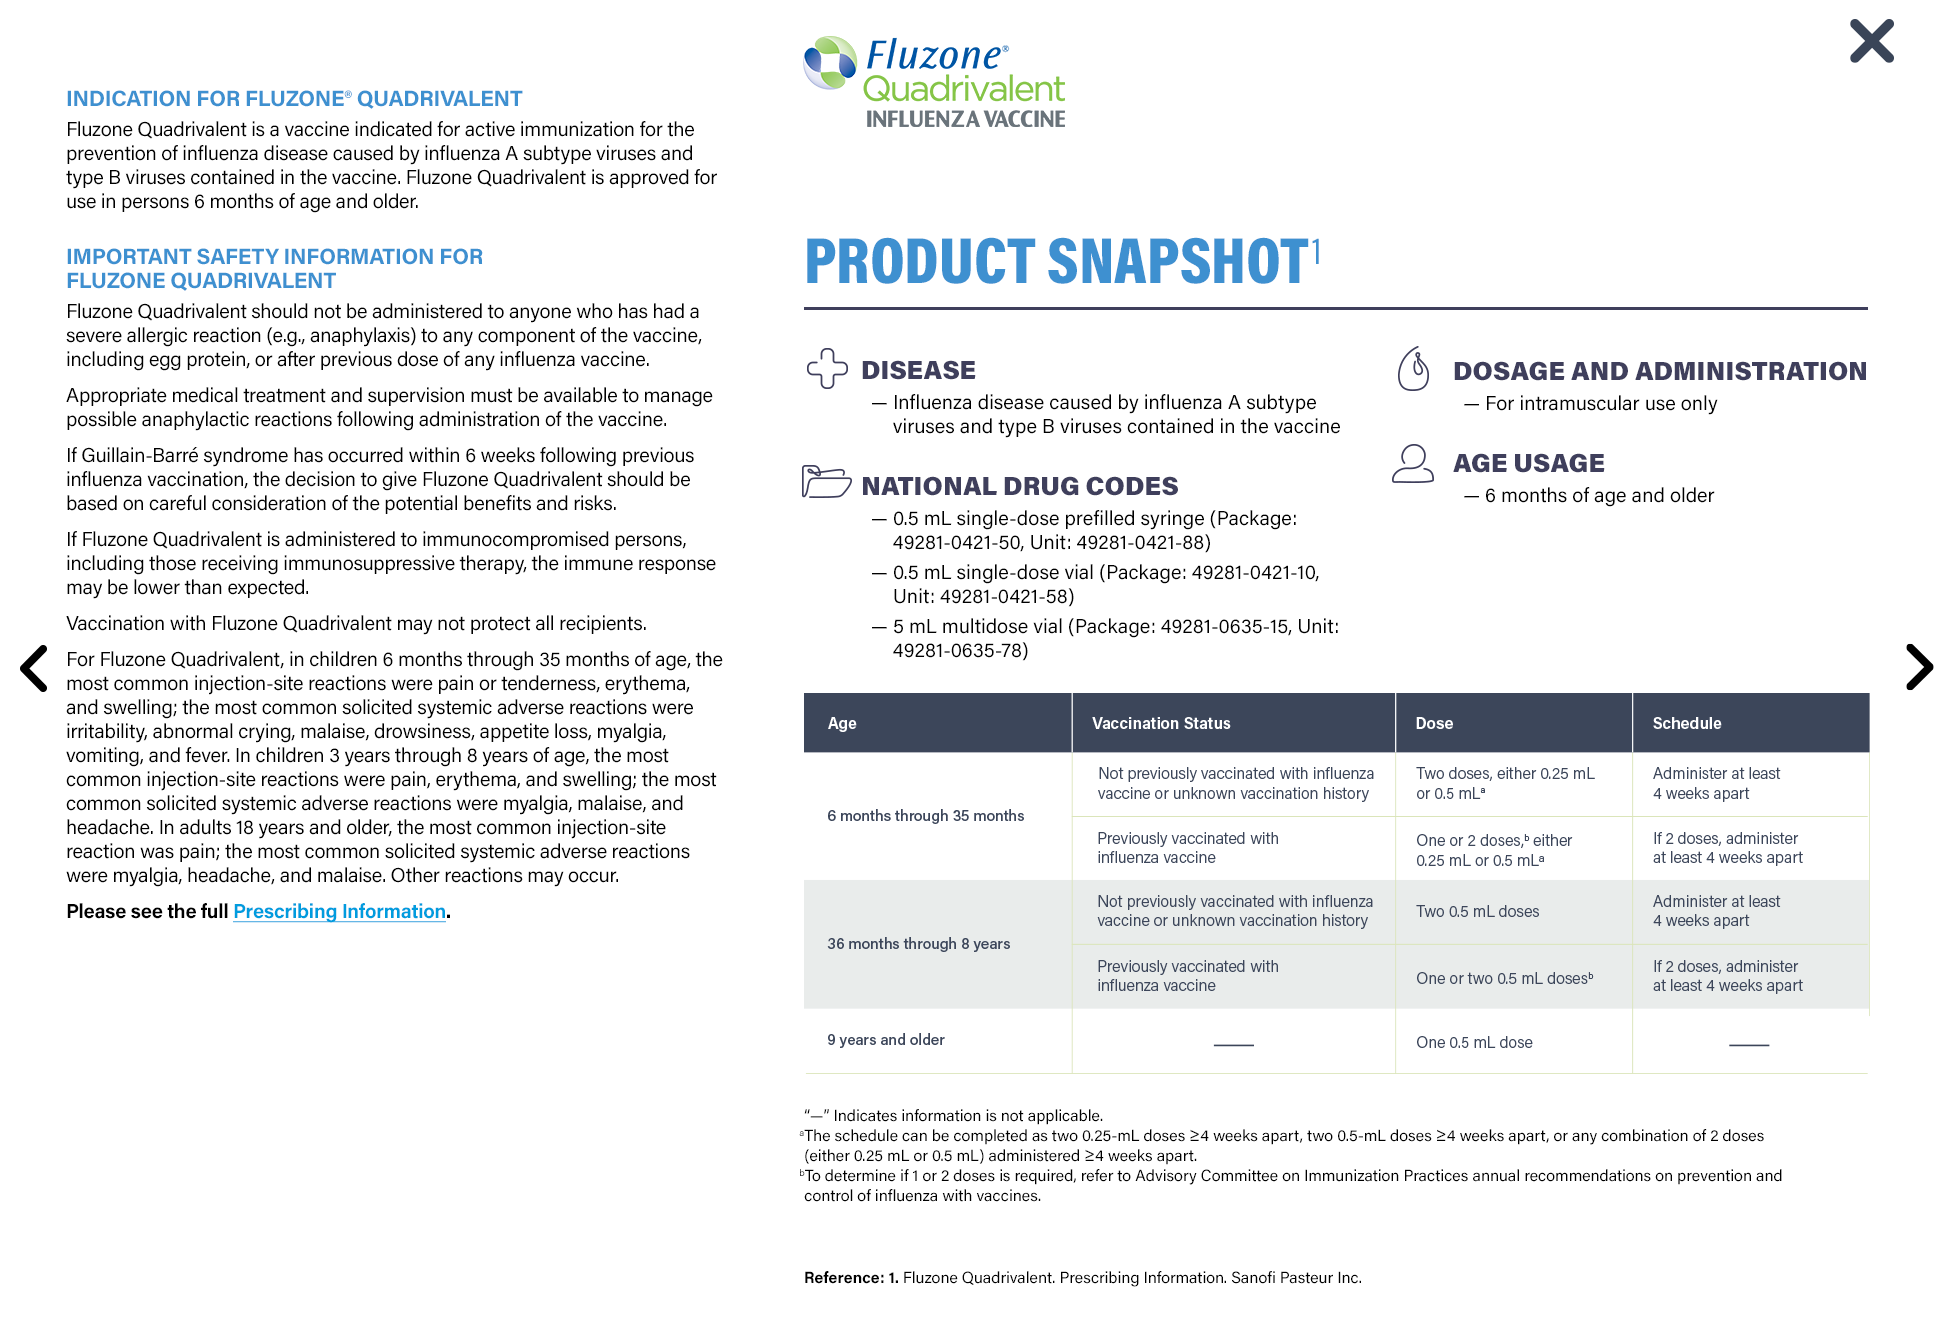 INDICATION FOR FLUZONE® QUADRIVALENT
Fluzone Quadrivalent is a vaccine indicated for active immunization for the
prevention of influenza disease caused by influenza A subtype viruses and
type B viruses contained in the vaccine. Fluzone Quadrivalent is approved for
use in persons 6 months of age and older.
IMPORTANT SAFETY INFORMATION FOR
FLUZONE QUADRIVALENT
Fluzone Quadrivalent should not be administered to anyone who has had a
severe allergic reaction (e.g., anaphylaxis) to any component of the vaccine,
including egg protein, or after previous dose of any influenza vaccine.
Appropriate medical treatment and supervision must be available to manage
possible anaphylactic reactions following administration of the vaccine.
If Guillain-Barré syndrome has occurred within 6 weeks following previous
influenza vaccination, the decision to give Fluzone Quadrivalent should be
based on careful consideration of the potential benefits and risks.
If Fluzone Quadrivalent is administered to immunocompromised persons,
including those receiving immunosuppressive therapy, the immune response
may be lower than expected.
Vaccination with Fluzone Quadrivalent may not protect all recipients.
For Fluzone Quadrivalent, in children 6 months through 35 months of age, the
most common injection-site reactions were pain or tenderness, erythema,
and swelling; the most common solicited systemic adverse reactions were
irritability, abnormal crying, malaise, drowsiness, appetite loss, myalgia,
vomiting, and fever. In children 3 years through 8 years of age, the most
common injection-site reactions were pain, erythema, and swelling; the most
common solicited systemic adverse reactions were myalgia, malaise, and
headache. In adults 18 years and older, the most common injection-site
reaction was pain; the most common solicited systemic adverse reactions
were myalgia, headache, and malaise. Other reactions may occur.
Please see the full Prescribing Information.
Fluzone®
Quadrivalent
INFLUENZA VACCINE
PRODUCT SNAPSHOT¹
DISEASE
— Influenza disease caused by influenza A subtype
viruses and type B viruses contained in the vaccine
NATIONAL DRUG CODES
— 0.5 mL single-dose prefilled syringe (Package:
49281-0421-50, Unit: 49281-0421-88)
— 0.5 mL single-dose vial (Package: 49281-0421-10,
Unit: 49281-0421-58)
— 5 mL multidose vial (Package: 49281-0635-15, Unit:
49281-0635-78)
DOSAGE AND ADMINISTRATION
— For intramuscular use only
AGE USAGE
— 6 months of age and older
Age Vaccination Status Dose Schedule
6 months through 35 months
Not previously vaccinated with influenza
vaccine or unknown vaccination history
Two doses, either 0.25 mL
or 0.5 mLª
Administer at least
4 weeks apart
Previously vaccinated with
influenza vaccine
One or 2 doses,ᵇ either
0.25 mL or 0.5 mLª
If 2 doses, administer
at least 4 weeks apart
36 months through 8 years
Not previously vaccinated with influenza
vaccine or unknown vaccination history
Two 0.5 mL doses
Administer at least
4 weeks apart
Previously vaccinated with
influenza vaccine
One or two 0.5 mL dosesᵇ
If 2 doses, administer
at least 4 weeks apart
9 years and older — One 0.5 mL dose —
“—” Indicates information is not applicable.
ªThe schedule can be completed as two 0.25-mL doses ≥4 weeks apart, two 0.5-mL doses ≥4 weeks apart, or any combination of 2 doses
(either 0.25 mL or 0.5 mL) administered ≥4 weeks apart.
ᵇTo determine if 1 or 2 doses is required, refer to Advisory Committee on Immunization Practices annual recommendations on prevention and
control of influenza with vaccines.
Reference: 1. Fluzone Quadrivalent. Prescribing Information. Sanofi Pasteur Inc.